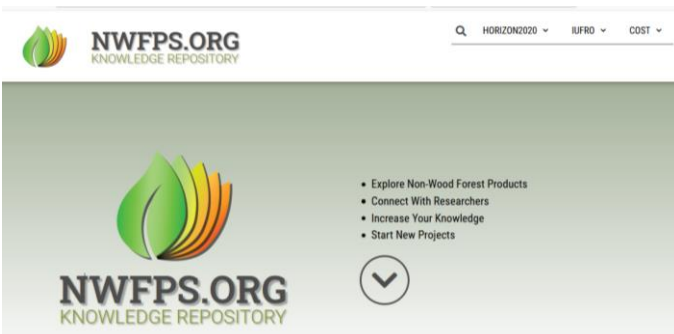 NWFPS.ORG
KNOWLEDGE REPOSITORY
HORIZON2020 IUFRO COST
NWFPS.ORG
KNOWLEDGE REPOSITORY
• Explore Non-Wood Forest Products
• Connect With Researchers
• Increase Your Knowledge
• Start New Projects